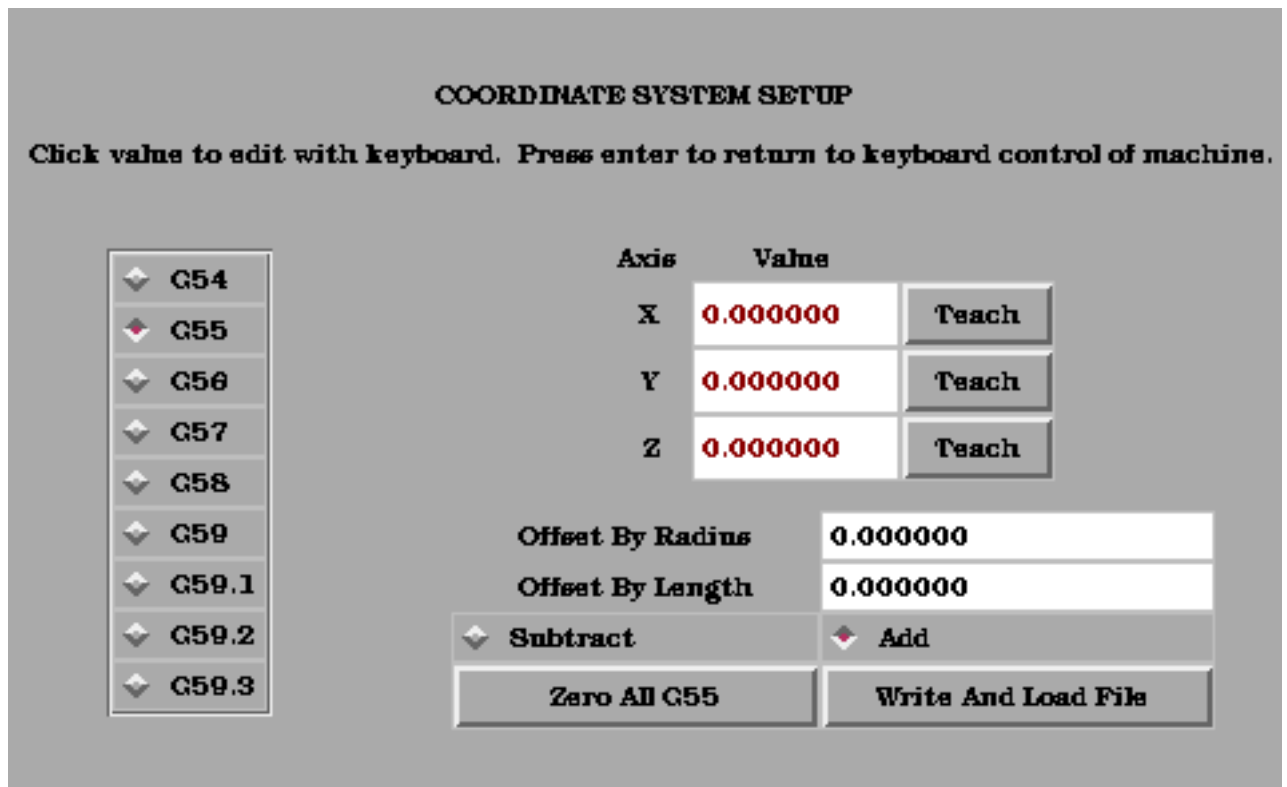 COORDINATE SYSTEM SETUP
Click value to edit with keyboard. Press enter to return to keyboard control of machine.
G54
G55
G56
G57
G58
G59
G59.1
G59.2
G59.3
Axis Value
X 0.000000 Teach
Y 0.000000 Teach
Z 0.000000 Teach
Offset By Radius 0.000000
Offset By Length 0.000000
Subtract Add
Zero All G55 Write And Load File